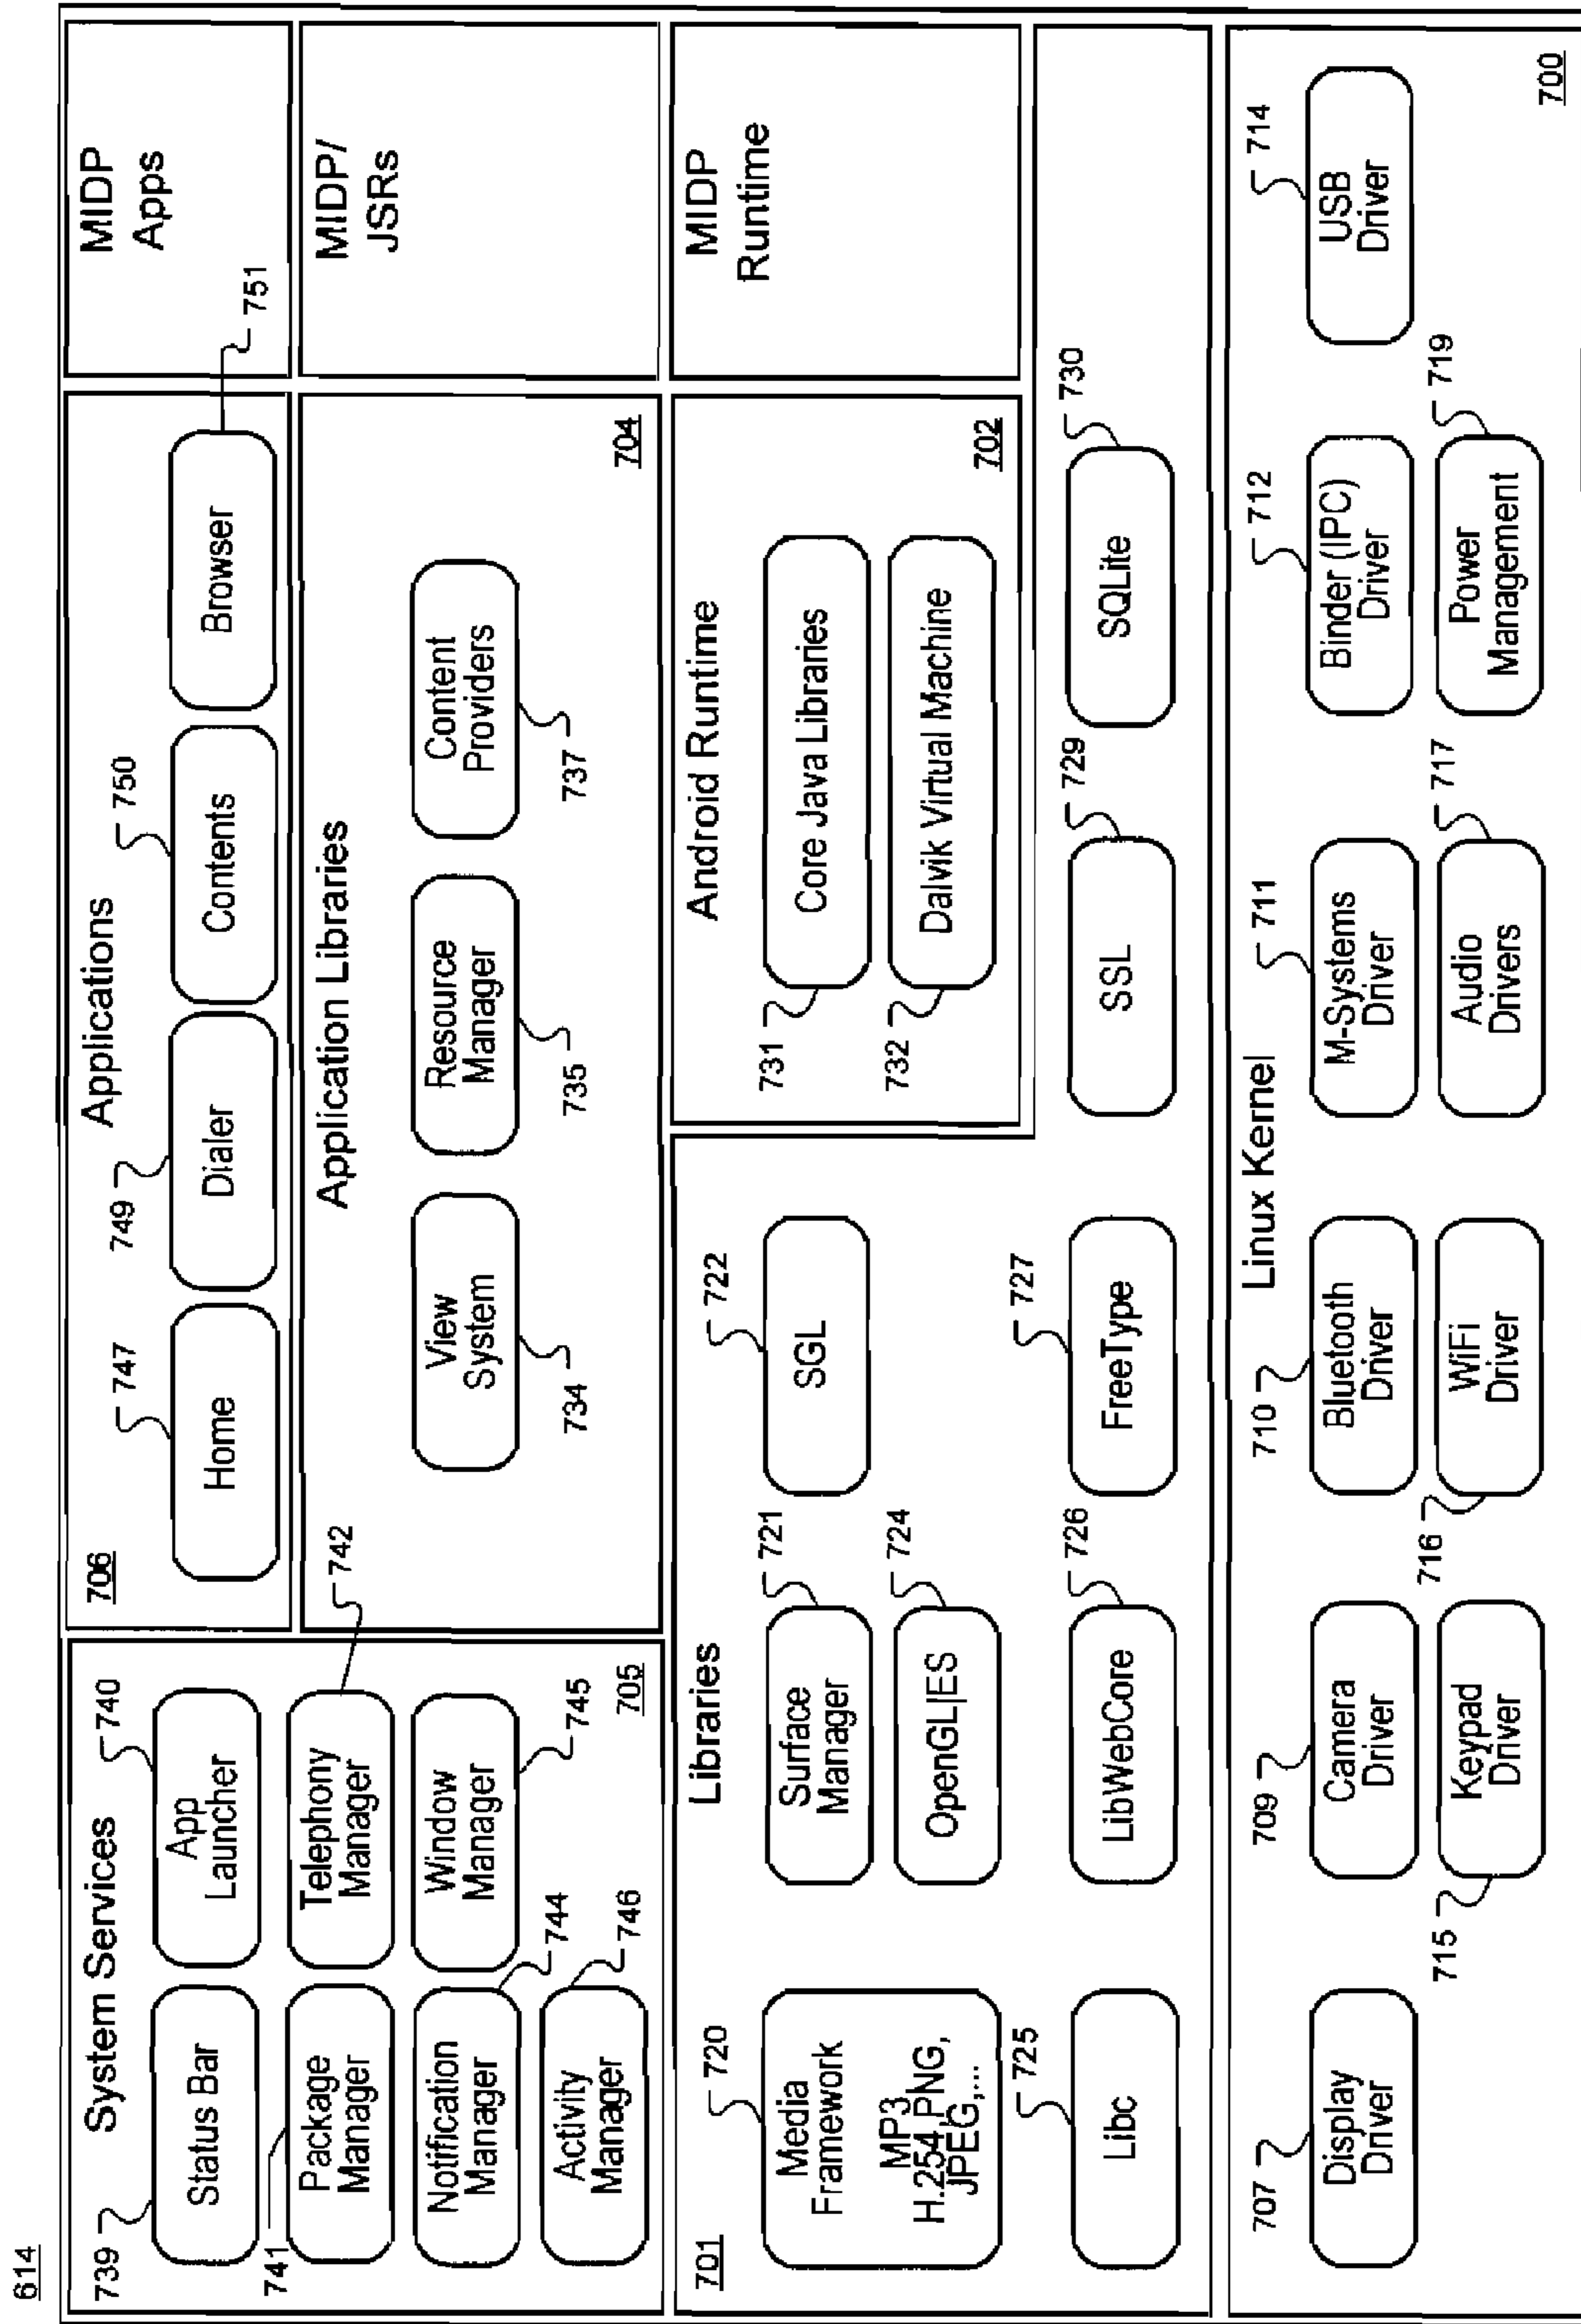 614
System Services
739
Status Bar
740
App
Launcher
741
Package
Manager
742
Telephony
Manager
Notification
Manager
744
Window
Manager
745
Activity
Manager
746
705
706
Applications
747
Home
749
Dialer
750
Contents
Browser
751
MIDP
Apps
Application Libraries
View
System
734
Resource
Manager
735
Content
Providers
737
704
MIDP/
JSRs
701
Libraries
720
Media
Framework
MP3
H.254,PNG,
JPEG,...
Surface
Manager
721
SGL
722
OpenGL|ES
724
725
Libc
LibWebCore
726
FreeType
727
SSL
729
SQLite
730
Android Runtime
731
Core Java Libraries
732
Dalvik Virtual Machine
702
MIDP
Runtime
Linux Kernel
707
Display
Driver
709
Camera
Driver
710
Bluetooth
Driver
711
M-Systems
Driver
712
Binder (IPC)
Driver
714
USB
Driver
715
Keypad
Driver
716
WiFi
Driver
717
Audio
Drivers
719
Power
Management
700